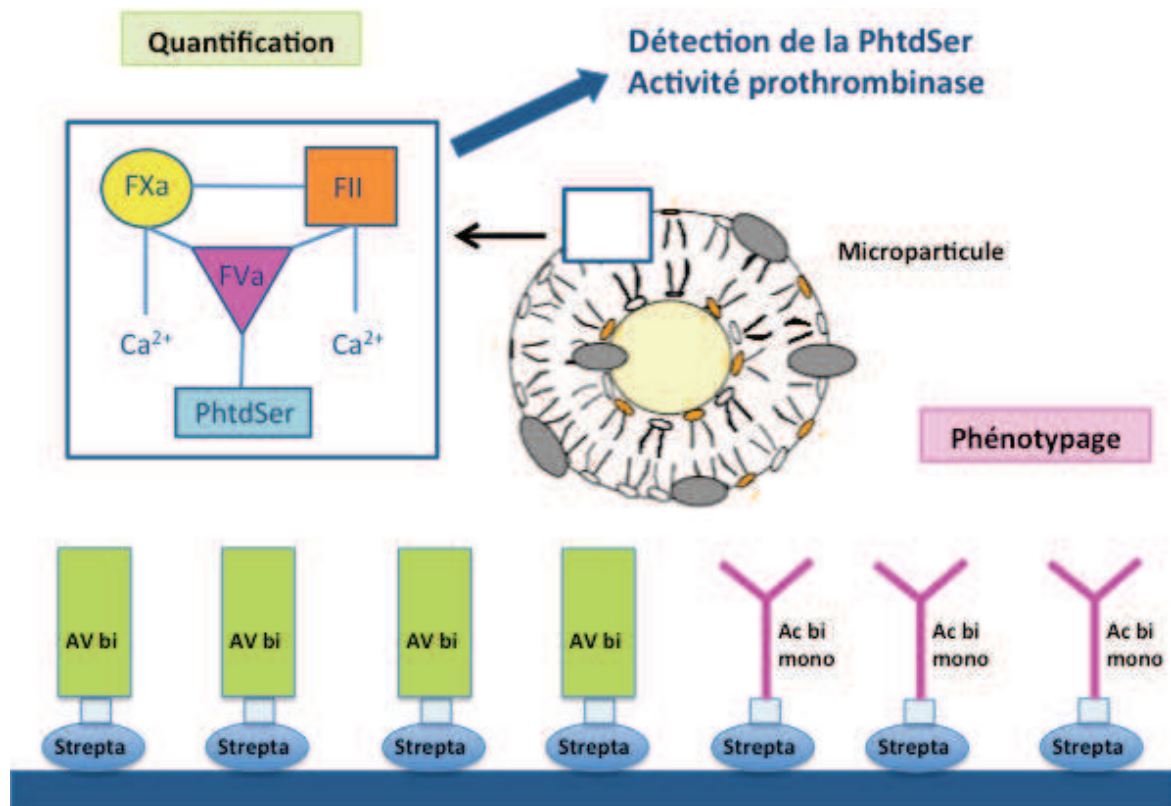 Quantification
Détection de la PhtdSer
Activité prothrombinase
FXa
FII
FVa
Ca²⁺
Ca²⁺
PhtdSer
Microparticule
Phénotypage
AV bi
AV bi
AV bi
AV bi
Ac bi
mono
Ac bi
mono
Ac bi
mono
Strepta
Strepta
Strepta
Strepta
Strepta
Strepta
Strepta